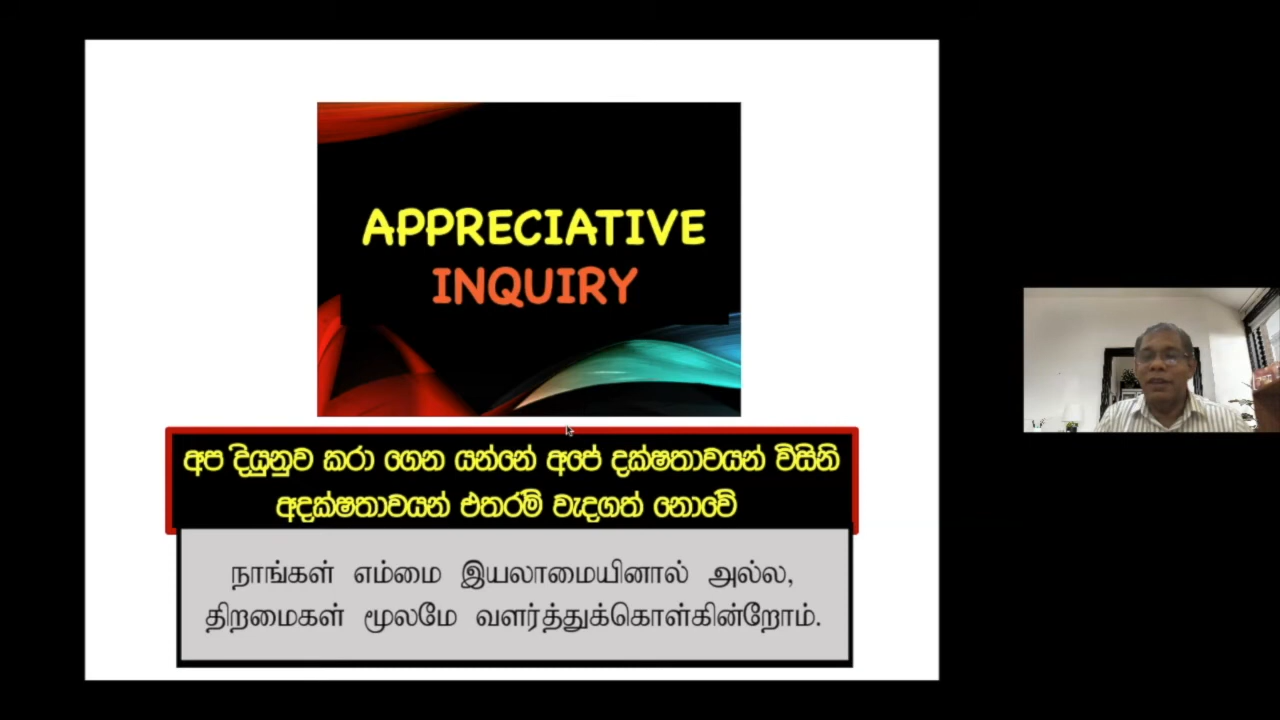 APPRECIATIVE
INQUIRY
අප දියුනුව කරා ගෙන යන්නේ අපේ දක්ෂතාවයන් විසිනි
අදක්ෂතාවයන් එතරම් වැදගත් නොවේ
நாங்கள் எம்மை இயலாமையினால் அல்ல,
திறமைகள் மூலமே வளர்த்துக்கொள்கின்றோம்.